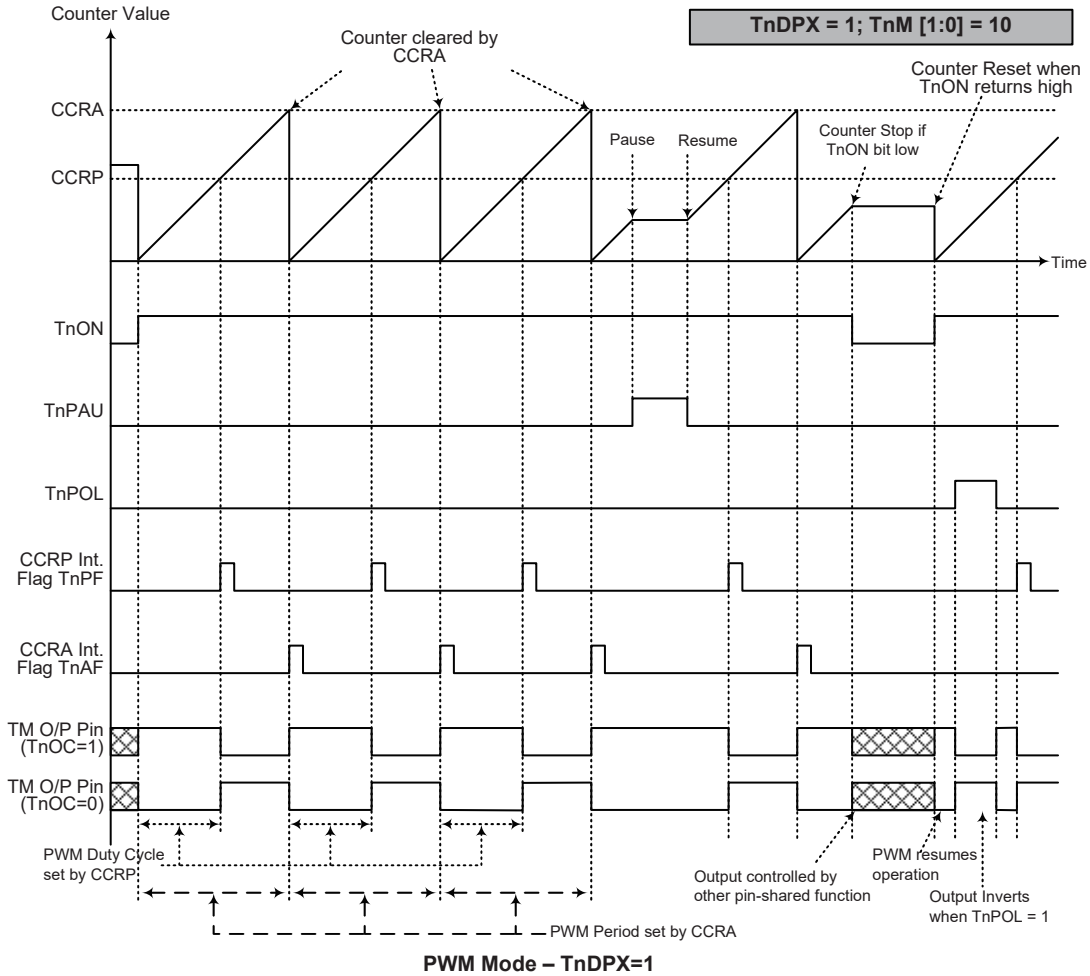 Counter Value
TnDPX = 1; TnM [1:0] = 10
Counter cleared by
CCRA
Counter Reset when
TnON returns high
CCRA
Counter Stop if
TnON bit low
Pause
Resume
CCRP
Time
TnON
TnPAU
TnPOL
CCRP Int.
Flag TnPF
CCRA Int.
Flag TnAF
TM O/P Pin
(TnOC=1)
TM O/P Pin
(TnOC=0)
PWM Duty Cycle
set by CCRP
Output controlled by
other pin-shared function
PWM resumes
operation
Output Inverts
when TnPOL = 1
PWM Period set by CCRA
PWM Mode – TnDPX=1